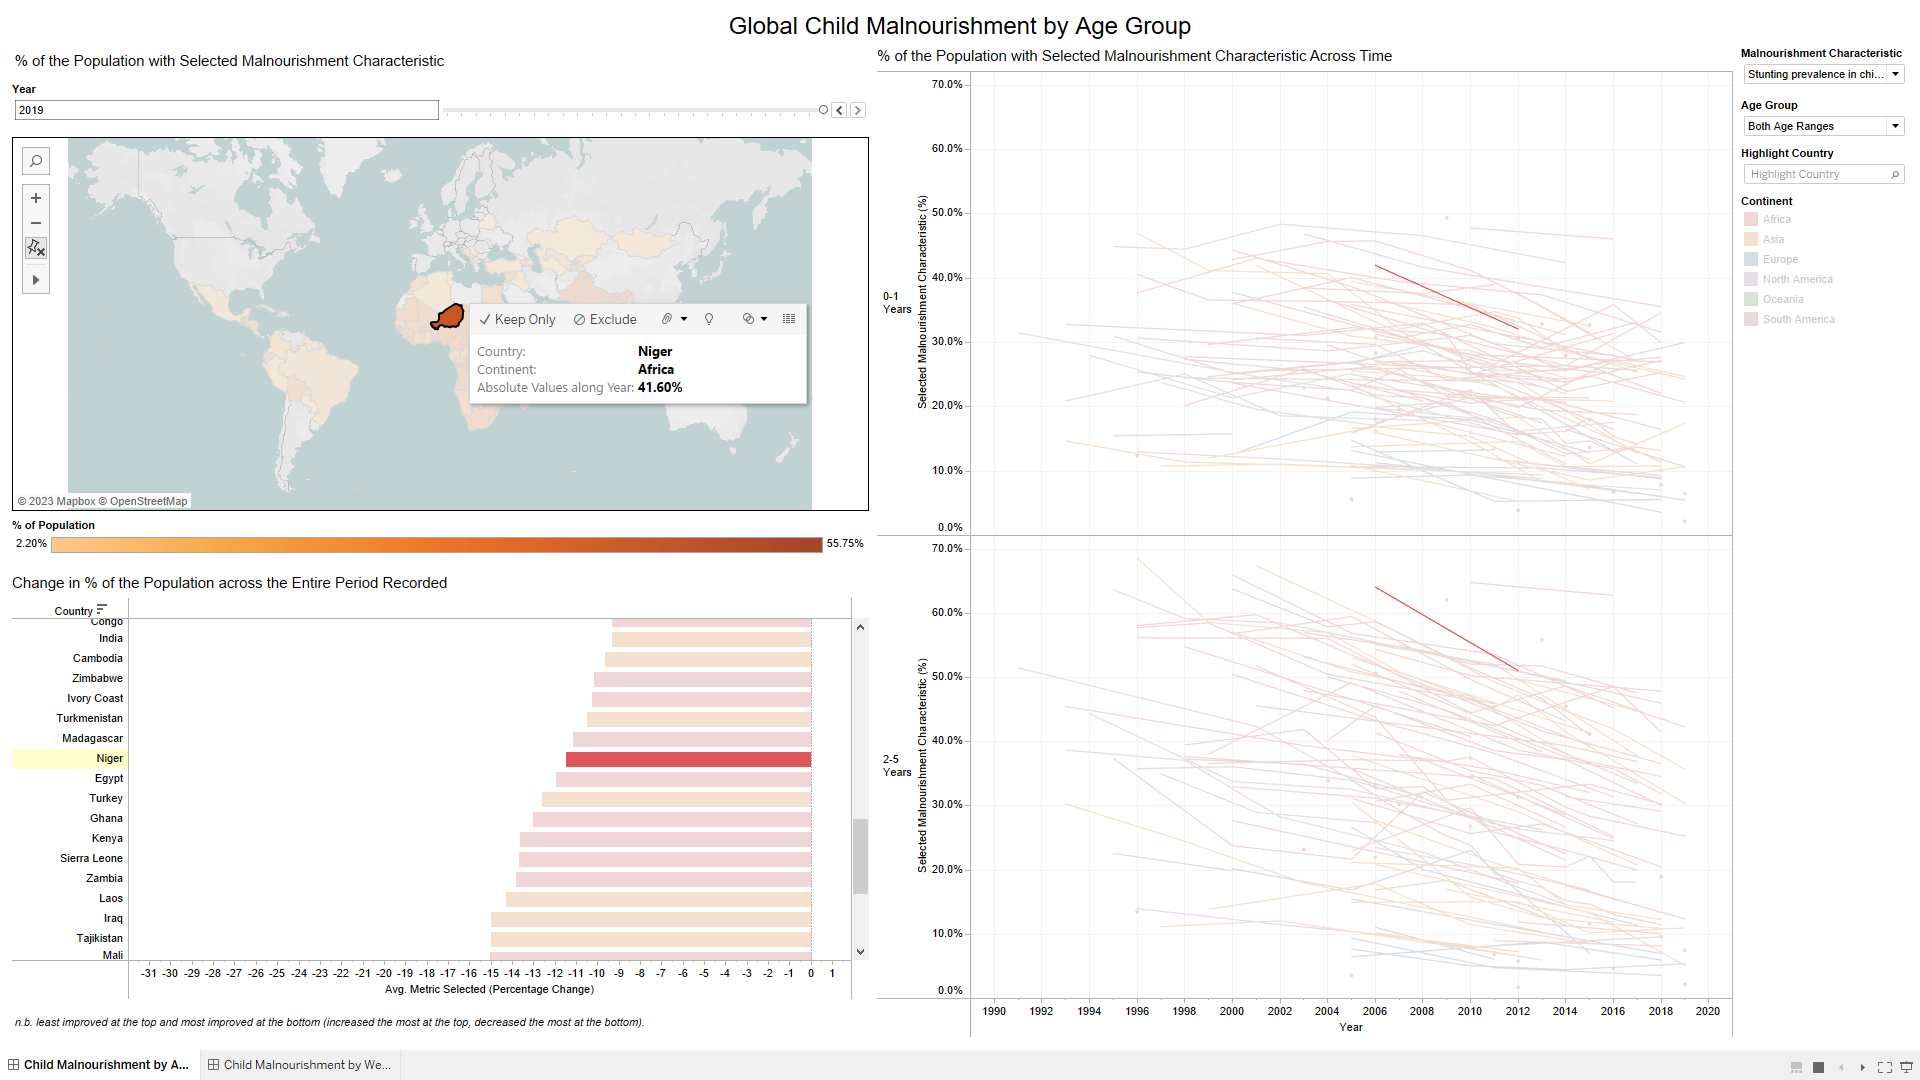 Global Child Malnourishment by Age Group
% of the Population with Selected Malnourishment Characteristic
Year
2019
© 2023 Mapbox © OpenStreetMap
Keep Only
Exclude
Country: Niger
Continent: Africa
Absolute Values along Year: 41.60%
% of Population
2.20%
55.75%
Change in % of the Population across the Entire Period Recorded
Country
Congo
India
Cambodia
Zimbabwe
Ivory Coast
Turkmenistan
Madagascar
Niger
Egypt
Turkey
Ghana
Kenya
Sierra Leone
Zambia
Laos
Iraq
Tajikistan
Mali
-31 -30 -29 -28 -27 -26 -25 -24 -23 -22 -21 -20 -19 -18 -17 -16 -15 -14 -13 -12 -11 -10 -9 -8 -7 -6 -5 -4 -3 -2 -1 0 1
Avg. Metric Selected (Percentage Change)
n.b. least improved at the top and most improved at the bottom (increased the most at the top, decreased the most at the bottom).
% of the Population with Selected Malnourishment Characteristic Across Time
0-1
Years
Selected Malnourishment Characteristic (%)
70.0%
60.0%
50.0%
40.0%
30.0%
20.0%
10.0%
0.0%
2-5
Years
Selected Malnourishment Characteristic (%)
70.0%
60.0%
50.0%
40.0%
30.0%
20.0%
10.0%
0.0%
1990 1992 1994 1996 1998 2000 2002 2004 2006 2008 2010 2012 2014 2016 2018 2020
Year
Malnourishment Characteristic
Stunting prevalence in chi...
Age Group
Both Age Ranges
Highlight Country
Highlight Country
Continent
Africa
Asia
Europe
North America
Oceania
South America
Child Malnourishment by A...
Child Malnourishment by We...